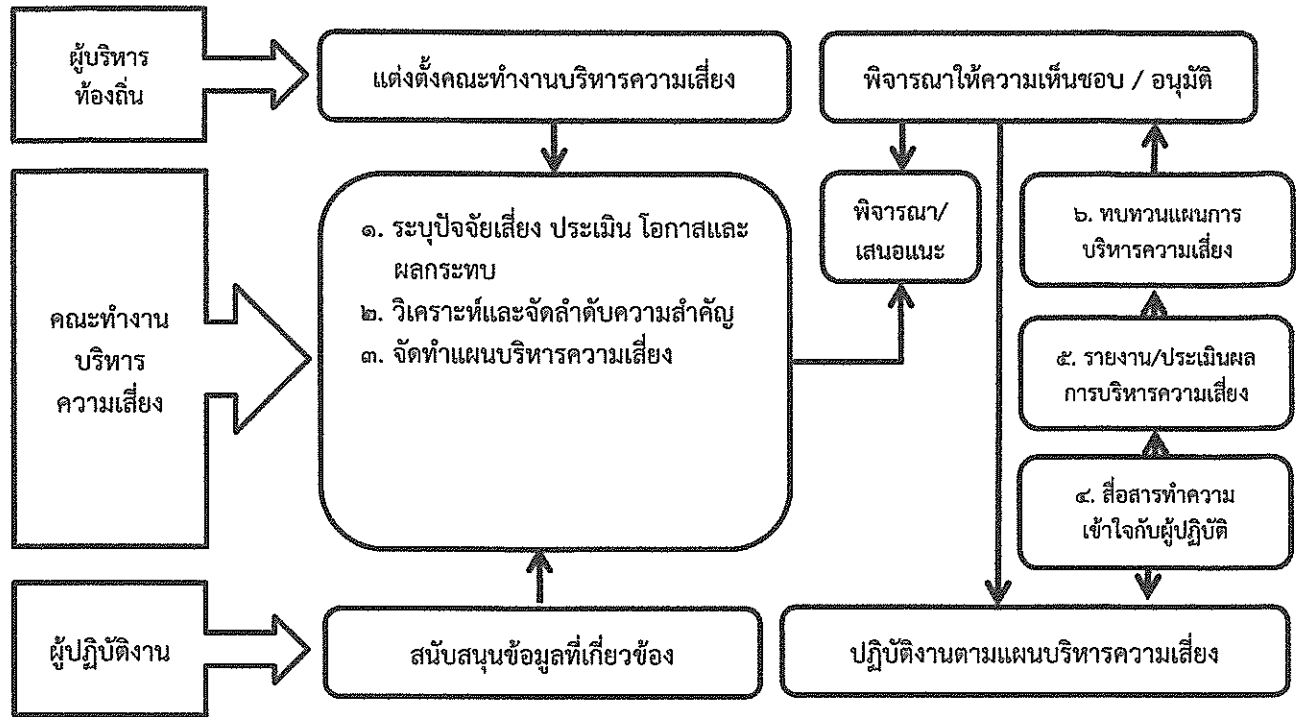 ผู้บริหาร
ท้องถิ่น
แต่งตั้งคณะทำงานบริหารความเสี่ยง
พิจารณาให้ความเห็นชอบ / อนุมัติ
คณะทำงาน
บริหาร
ความเสี่ยง
๑. ระบุปัจจัยเสี่ยง ประเมิน โอกาสและ
ผลกระทบ
๒. วิเคราะห์และจัดลำดับความสำคัญ
๓. จัดทำแผนบริหารความเสี่ยง
พิจารณา/
เสนอแนะ
๖. ทบทวนแผนการ
บริหารความเสี่ยง
๕. รายงาน/ประเมินผล
การบริหารความเสี่ยง
๔. สื่อสารทำความ
เข้าใจกับผู้ปฏิบัติ
ผู้ปฏิบัติงาน
สนับสนุนข้อมูลที่เกี่ยวข้อง
ปฏิบัติงานตามแผนบริหารความเสี่ยง